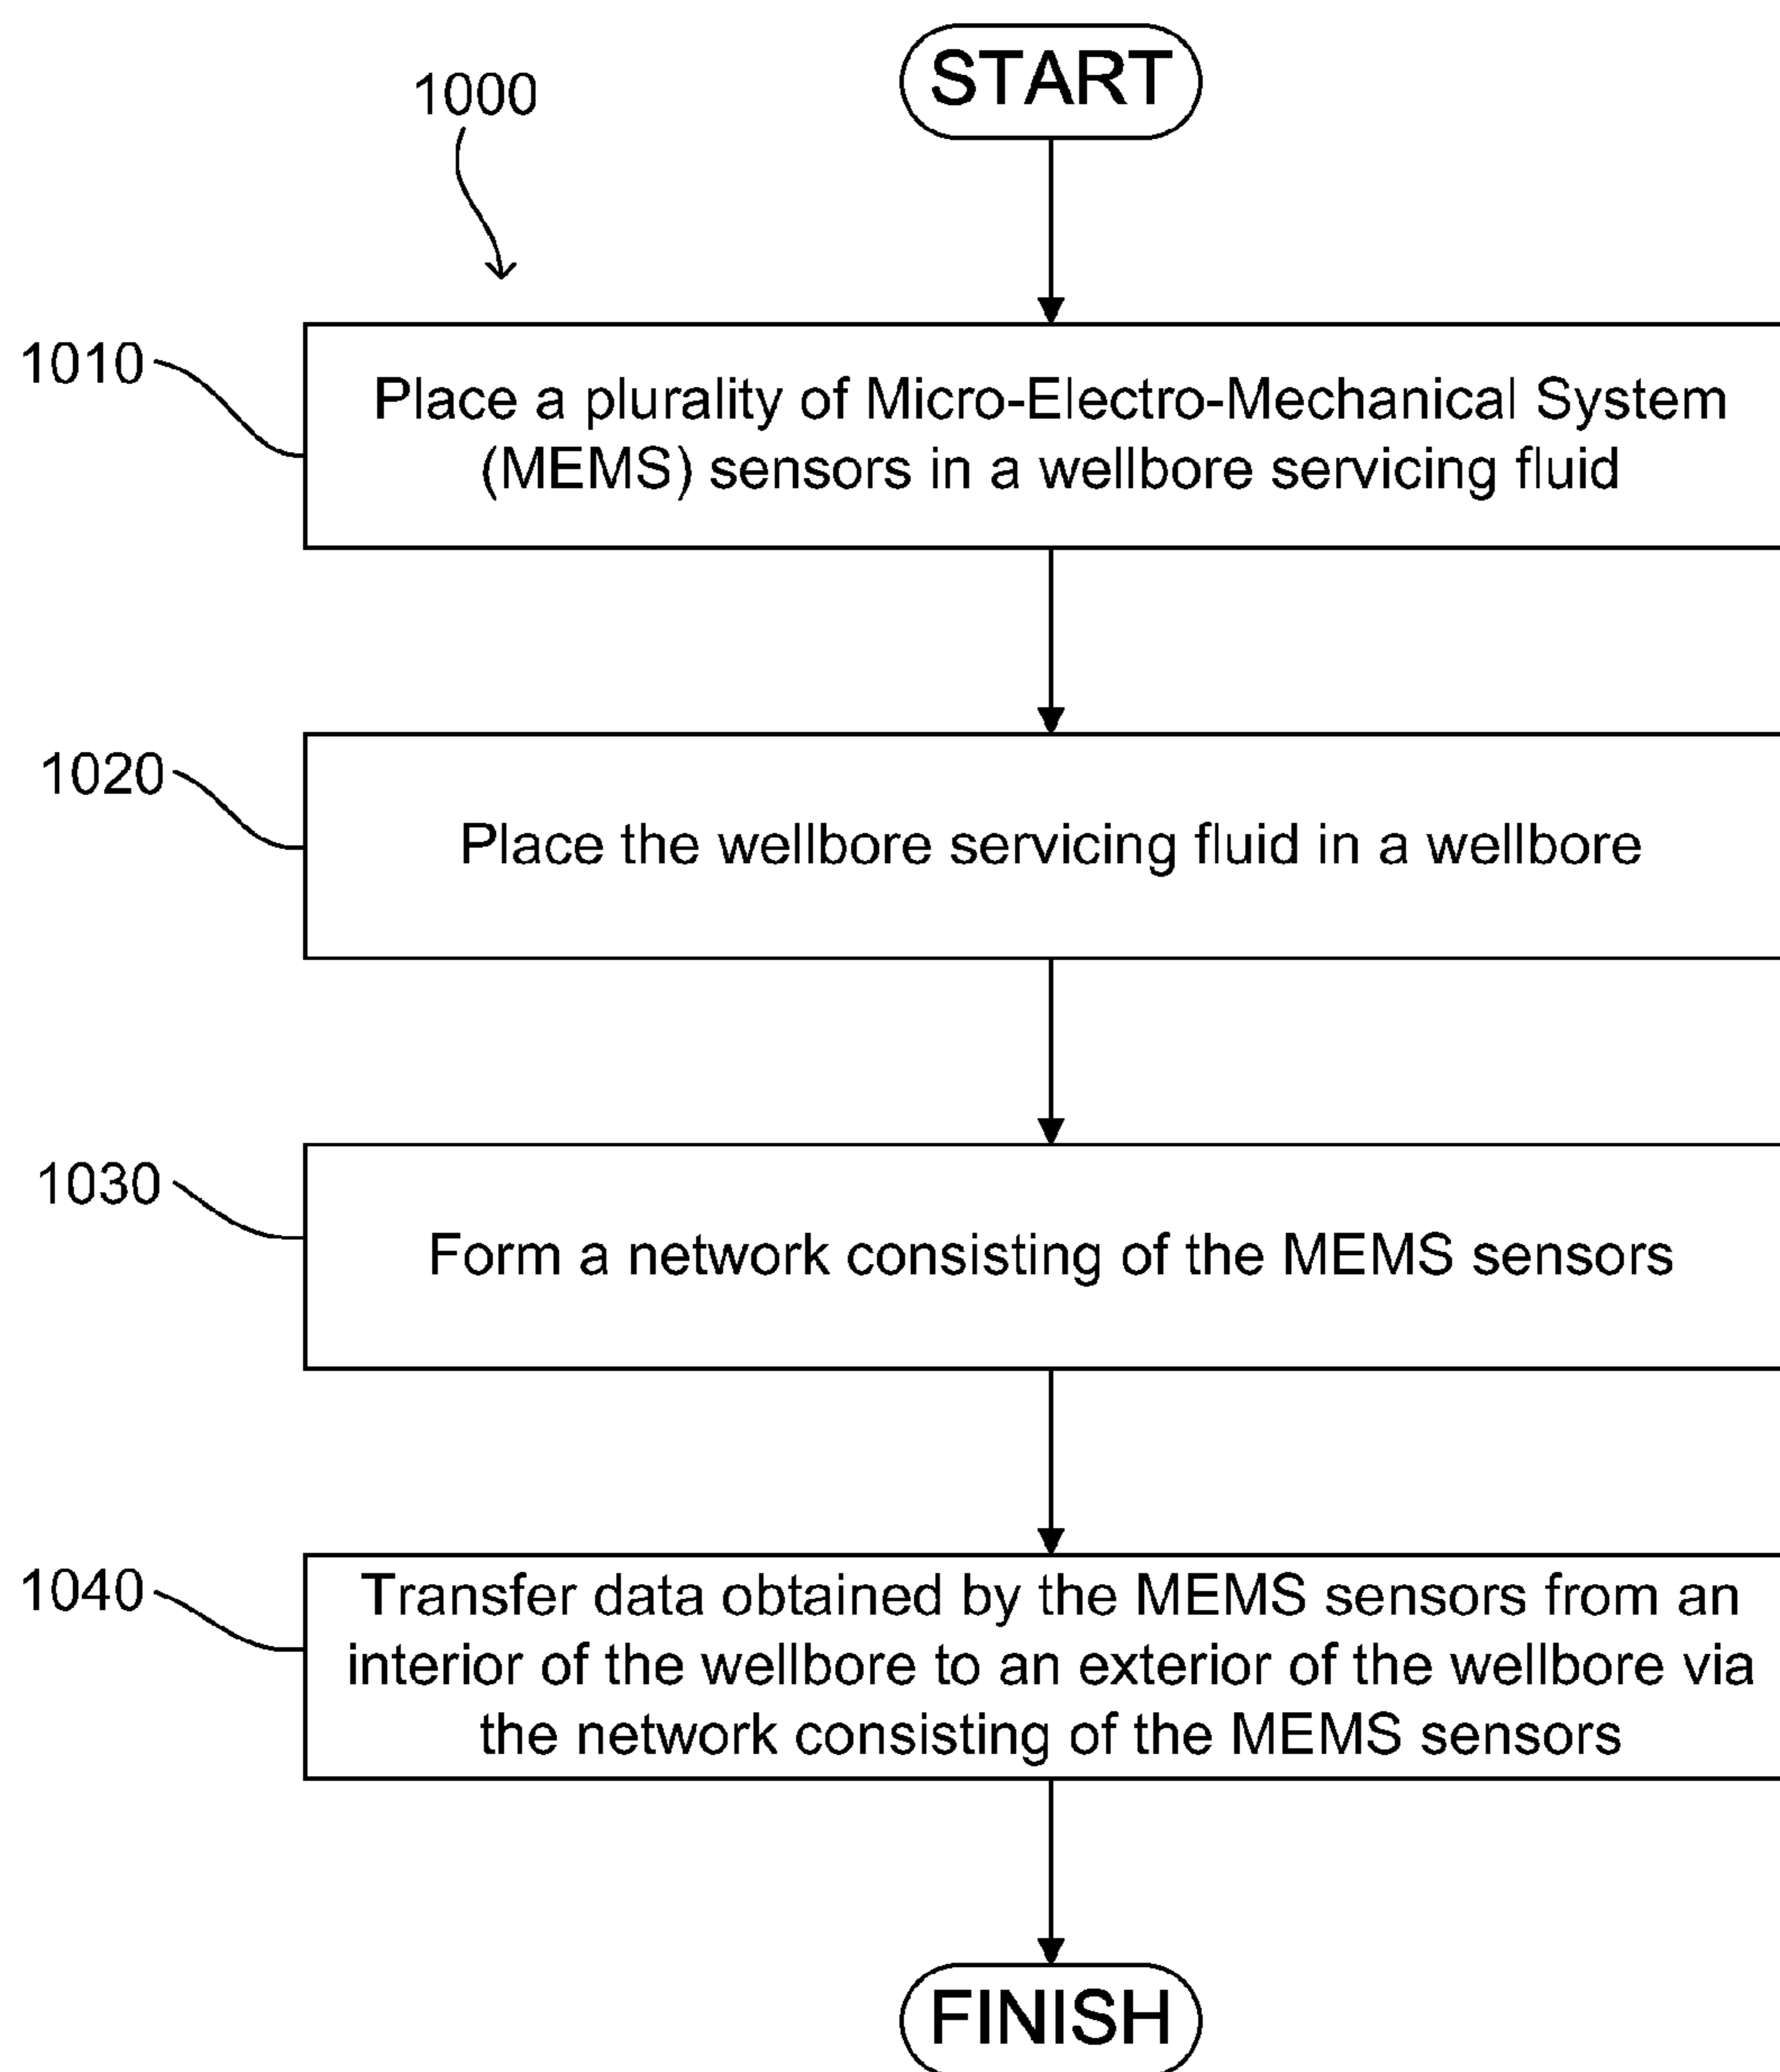 START
1000
1010
Place a plurality of Micro-Electro-Mechanical System
(MEMS) sensors in a wellbore servicing fluid
1020
Place the wellbore servicing fluid in a wellbore
1030
Form a network consisting of the MEMS sensors
1040
Transfer data obtained by the MEMS sensors from an
interior of the wellbore to an exterior of the wellbore via
the network consisting of the MEMS sensors
FINISH